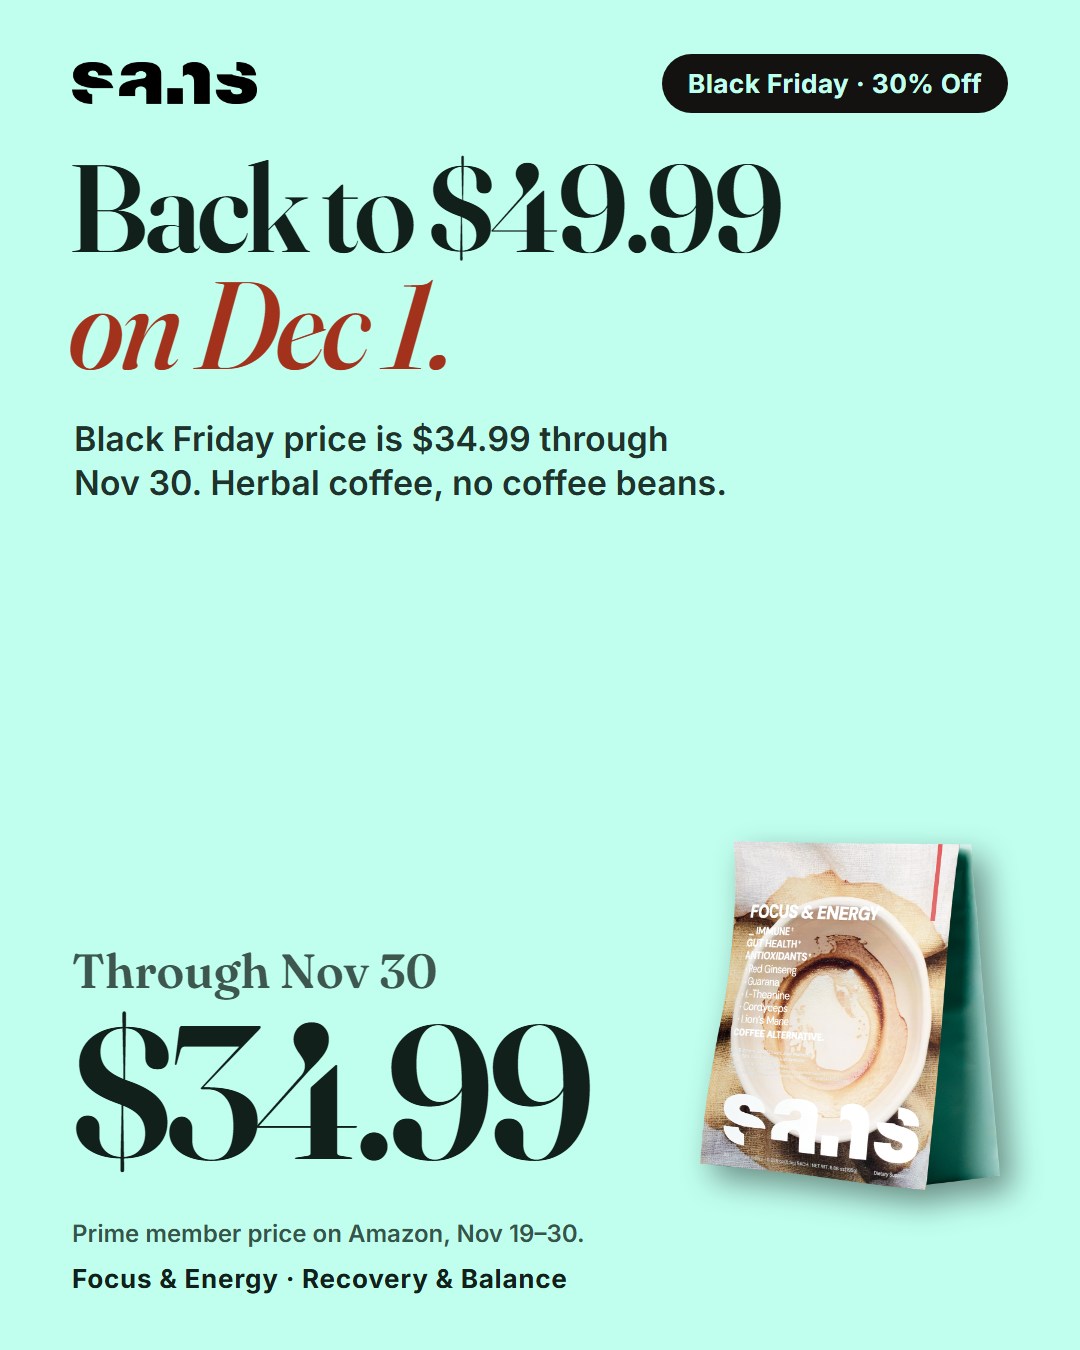 sans
Black Friday · 30% Off
Back to $49.99
on Dec 1.
Black Friday price is $34.99 through
Nov 30. Herbal coffee, no coffee beans.
Through Nov 30
$34.99
Prime member price on Amazon, Nov 19–30.
Focus & Energy · Recovery & Balance
FOCUS & ENERGY
IMMUNE
GUT HEALTH
ANTIOXIDANTS
Red Ginseng
Guarana
L-Theanine
Cordyceps
Lion's Mane
COFFEE ALTERNATIVE
sans